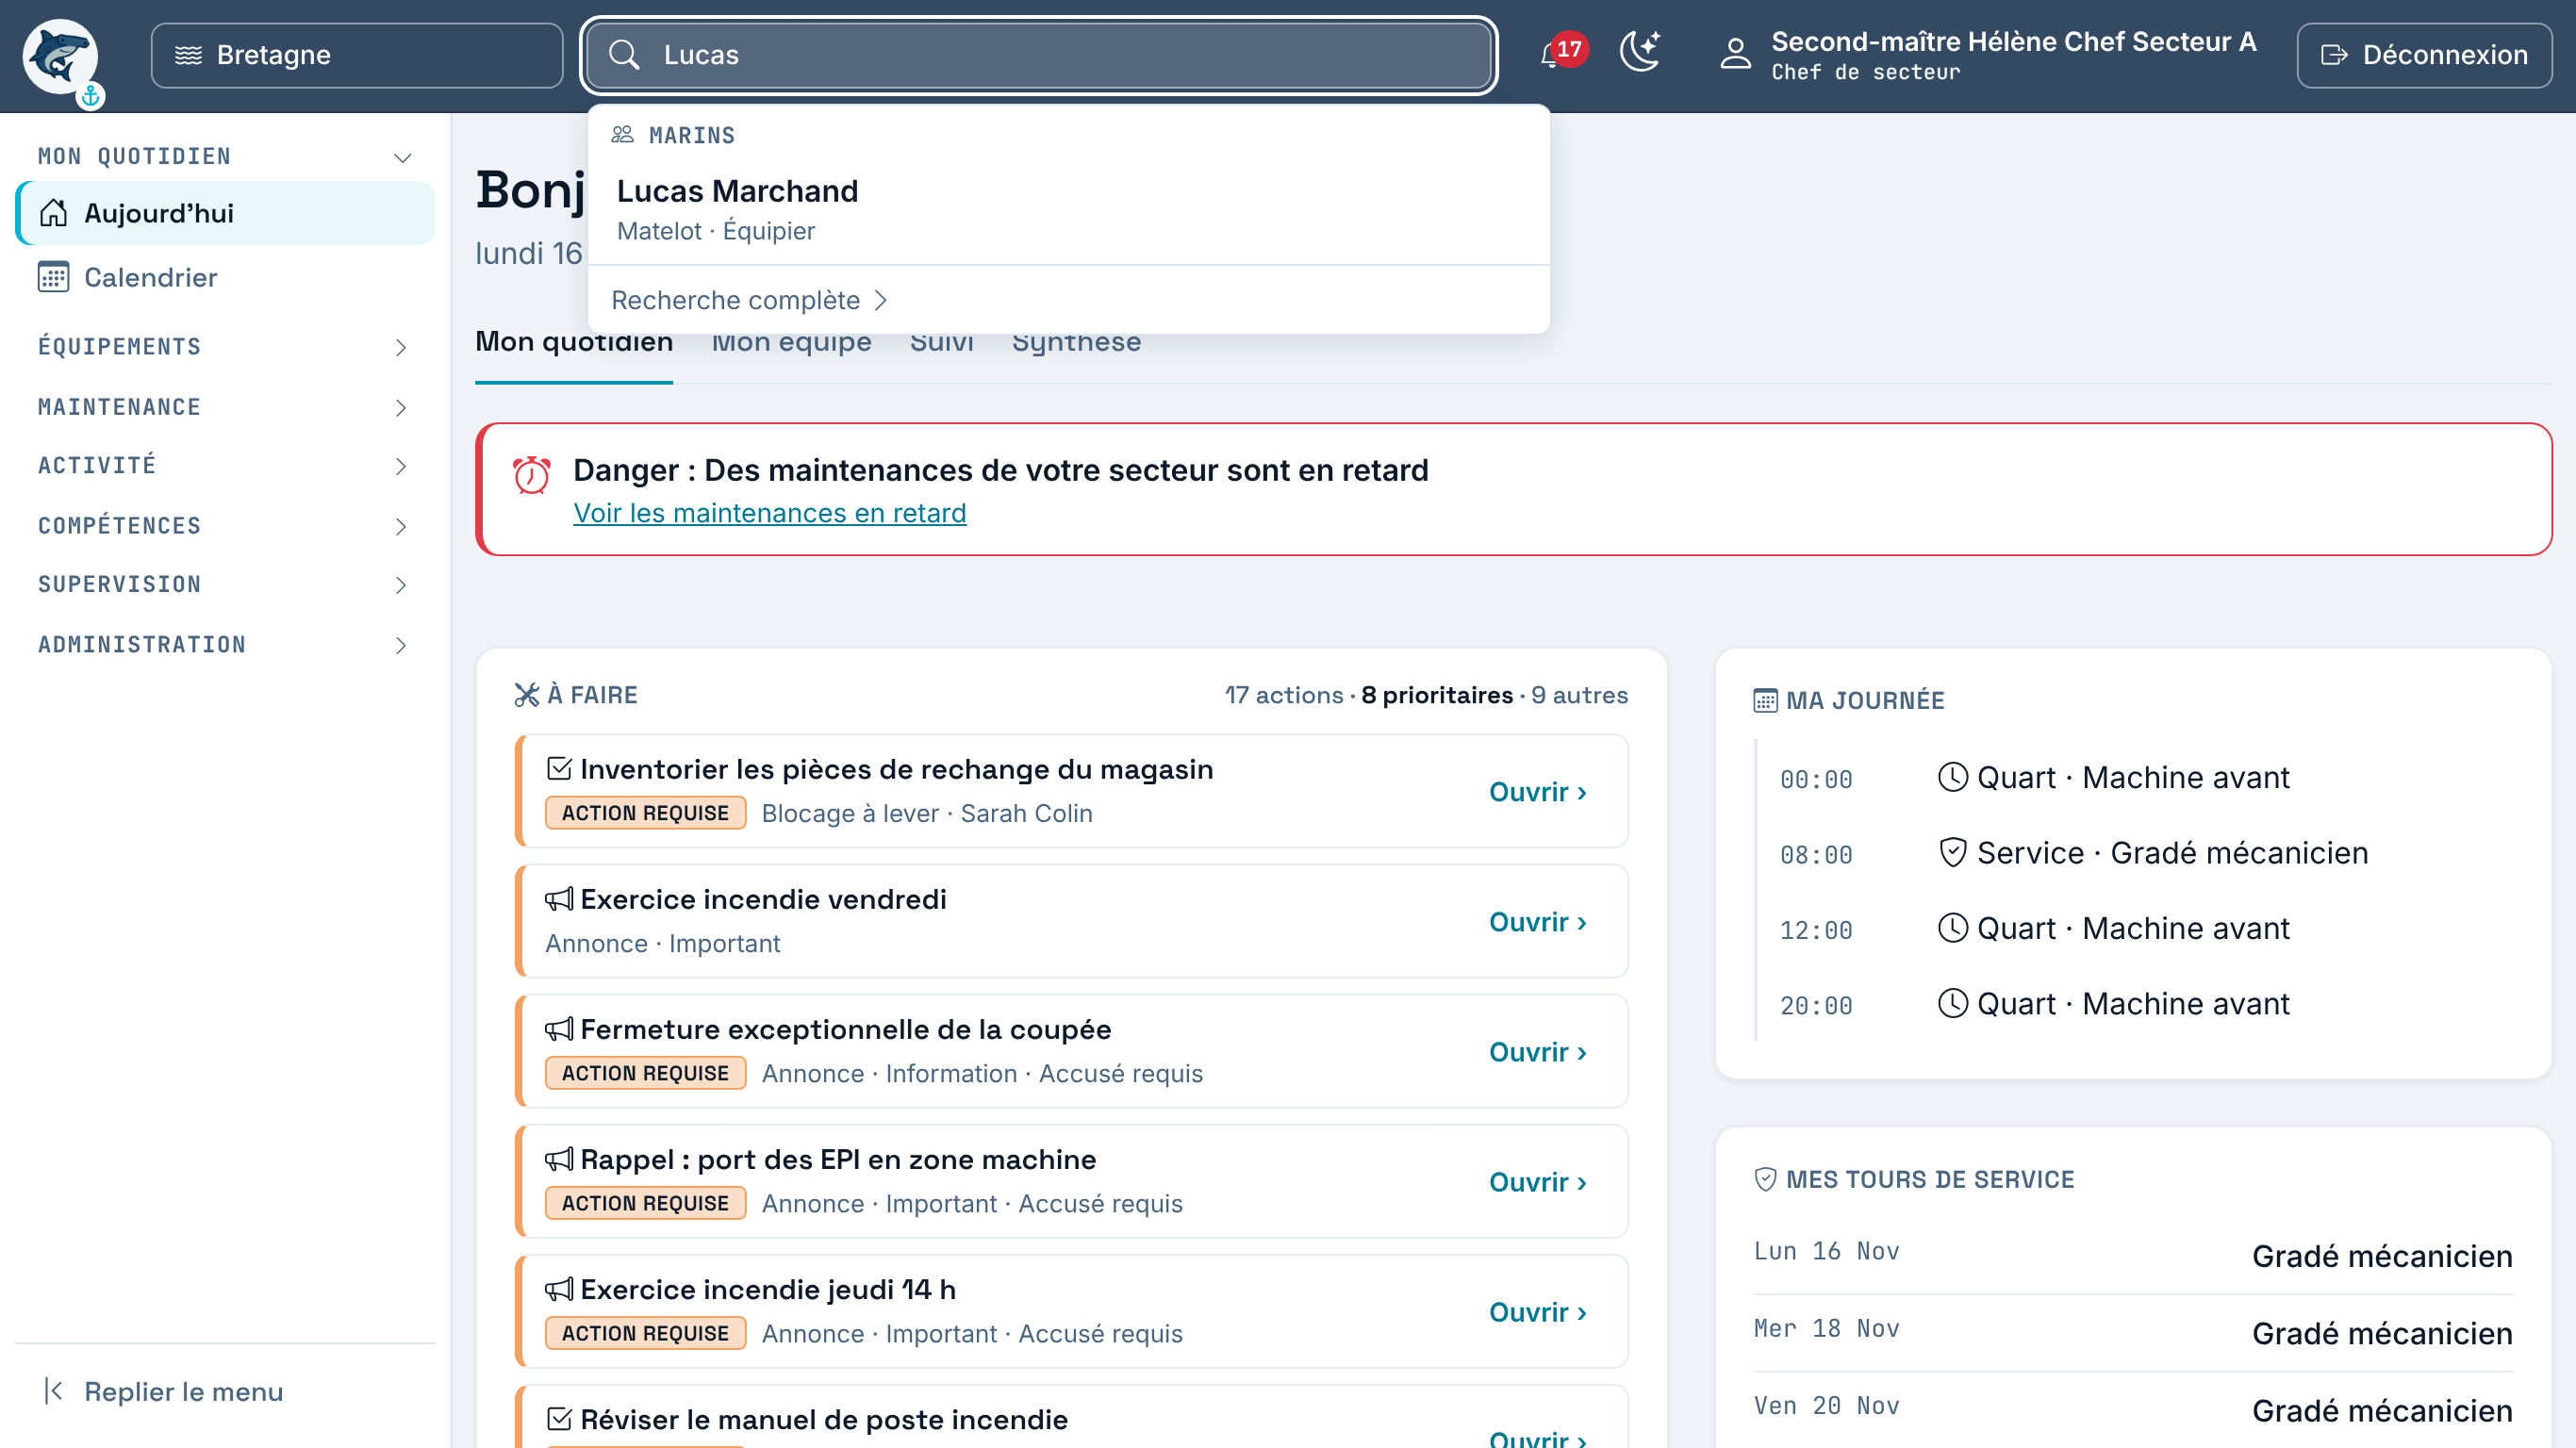 Bretagne
Lucas
17
Second-maître Hélène Chef Secteur A
Chef de secteur
Déconnexion
MARINS
Lucas Marchand
Matelot · Équipier
Recherche complète
MON QUOTIDIEN
Aujourd’hui
Calendrier
ÉQUIPEMENTS
MAINTENANCE
ACTIVITÉ
COMPÉTENCES
SUPERVISION
ADMINISTRATION
Replier le menu
Bonj
lundi 16
Mon quotidien
Mon équipe
Suivi
Synthèse
Danger : Des maintenances de votre secteur sont en retard
Voir les maintenances en retard
À FAIRE
17 actions · 8 prioritaires · 9 autres
Inventorier les pièces de rechange du magasin
ACTION REQUISE Blocage à lever · Sarah Colin
Ouvrir ›
Exercice incendie vendredi
Annonce · Important
Ouvrir ›
Fermeture exceptionnelle de la coupée
ACTION REQUISE Annonce · Information · Accusé requis
Ouvrir ›
Rappel : port des EPI en zone machine
ACTION REQUISE Annonce · Important · Accusé requis
Ouvrir ›
Exercice incendie jeudi 14 h
ACTION REQUISE Annonce · Important · Accusé requis
Ouvrir ›
Réviser le manuel de poste incendie
Ouvrir ›
MA JOURNÉE
00:00 Quart · Machine avant
08:00 Service · Gradé mécanicien
12:00 Quart · Machine avant
20:00 Quart · Machine avant
MES TOURS DE SERVICE
Lun 16 Nov Gradé mécanicien
Mer 18 Nov Gradé mécanicien
Ven 20 Nov Gradé mécanicien